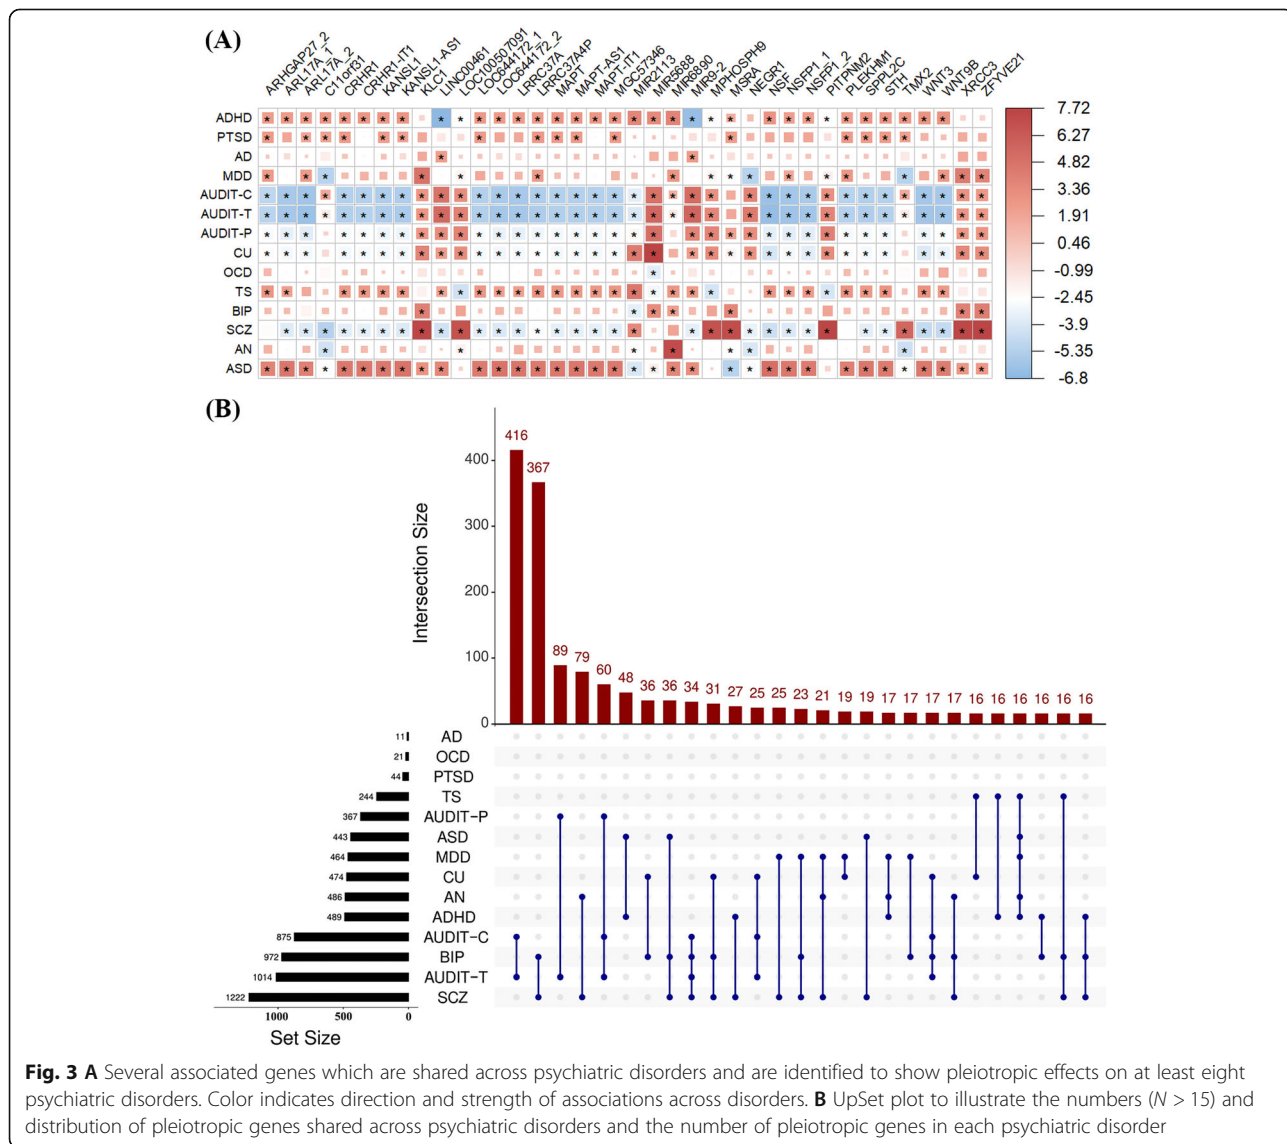 (A)
ARHGAP27_2
ARL17A_1
ARL17A_2
C11orf31
CRHR1
CRHR1-IT1
KANSL1
KANSL1-AS1
KLC1
LINC00461
LOC100507091
LOC644172_1
LOC644172_2
LRRC37A
LRRC37A4P
MAPT
MAPT-AS1
MAPT-IT1
MGC57346
MIR2113
MIR5688
MIR6890
MIR9-2
MPHOSPH9
MSRA
NEGR1
NSF
NSFP1_1
NSFP1_2
PITPNM2
PLEKHM1
SPPL2C
STH
TMX2
WNT3
WNT9B
XRCC3
ZFYVE21
ADHD
PTSD
AD
MDD
AUDIT-C
AUDIT-T
AUDIT-P
CU
OCD
TS
BIP
SCZ
AN
ASD
7.72
6.27
4.82
3.36
1.91
0.46
-0.99
-2.45
-3.9
-5.35
-6.8
(B)
Intersection Size
400
300
200
100
0
416
367
89
79
60
48
36
36
34
31
27
25
25
23
21
19
19
17
17
17
17
16
16
16
16
16
16
11 AD
21 OCD
44 PTSD
244 TS
367 AUDIT-P
443 ASD
464 MDD
474 CU
486 AN
489 ADHD
875 AUDIT-C
972 BIP
1014 AUDIT-T
1222 SCZ
1000 500 0
Set Size
Fig. 3 A Several associated genes which are shared across psychiatric disorders and are identified to show pleiotropic effects on at least eight
psychiatric disorders. Color indicates direction and strength of associations across disorders. B UpSet plot to illustrate the numbers (N > 15) and
distribution of pleiotropic genes shared across psychiatric disorders and the number of pleiotropic genes in each psychiatric disorder